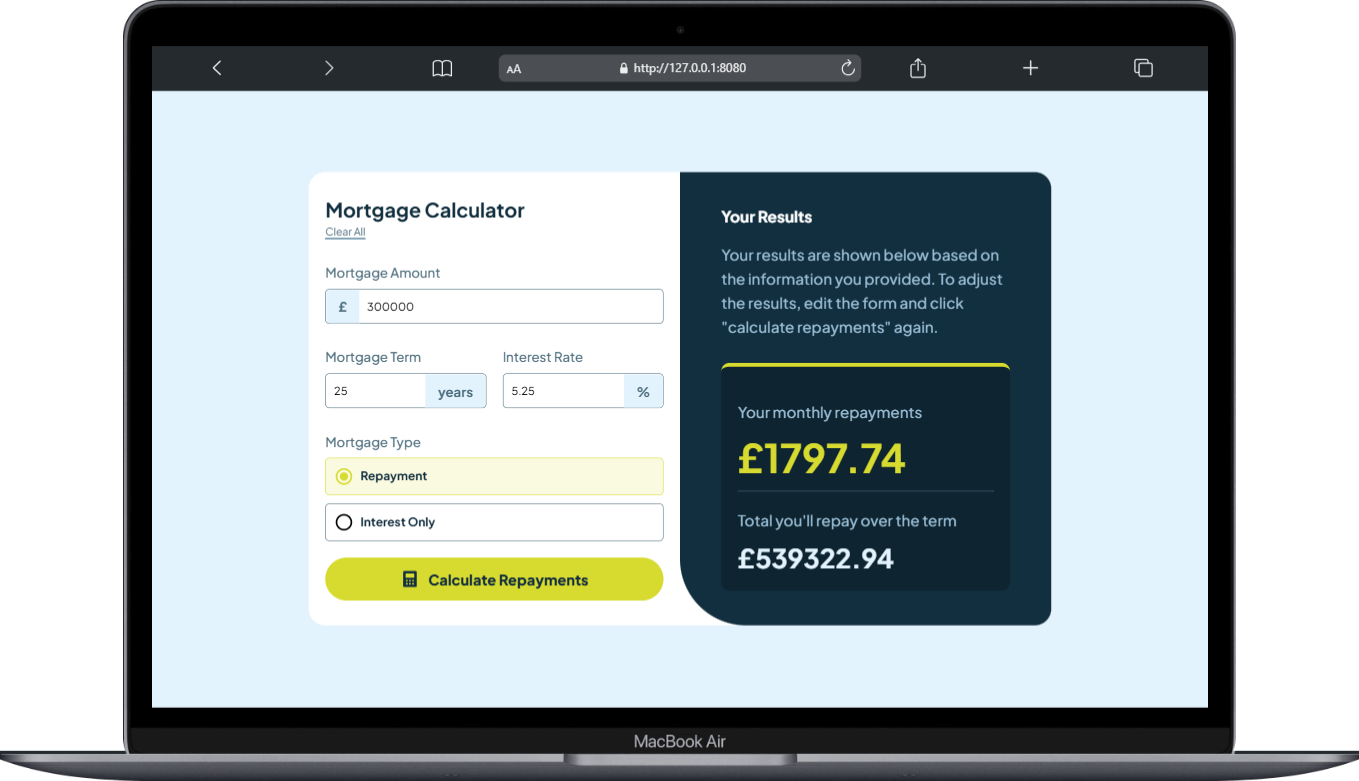 AA
http://127.0.0.1:8080
Mortgage Calculator
Clear All
Mortgage Amount
£ 300000
Mortgage Term
25 years
Interest Rate
5.25 %
Mortgage Type
Repayment
Interest Only
Calculate Repayments
Your Results
Your results are shown below based on
the information you provided. To adjust
the results, edit the form and click
"calculate repayments" again.
Your monthly repayments
£1797.74
Total you'll repay over the term
£539322.94
MacBook Air